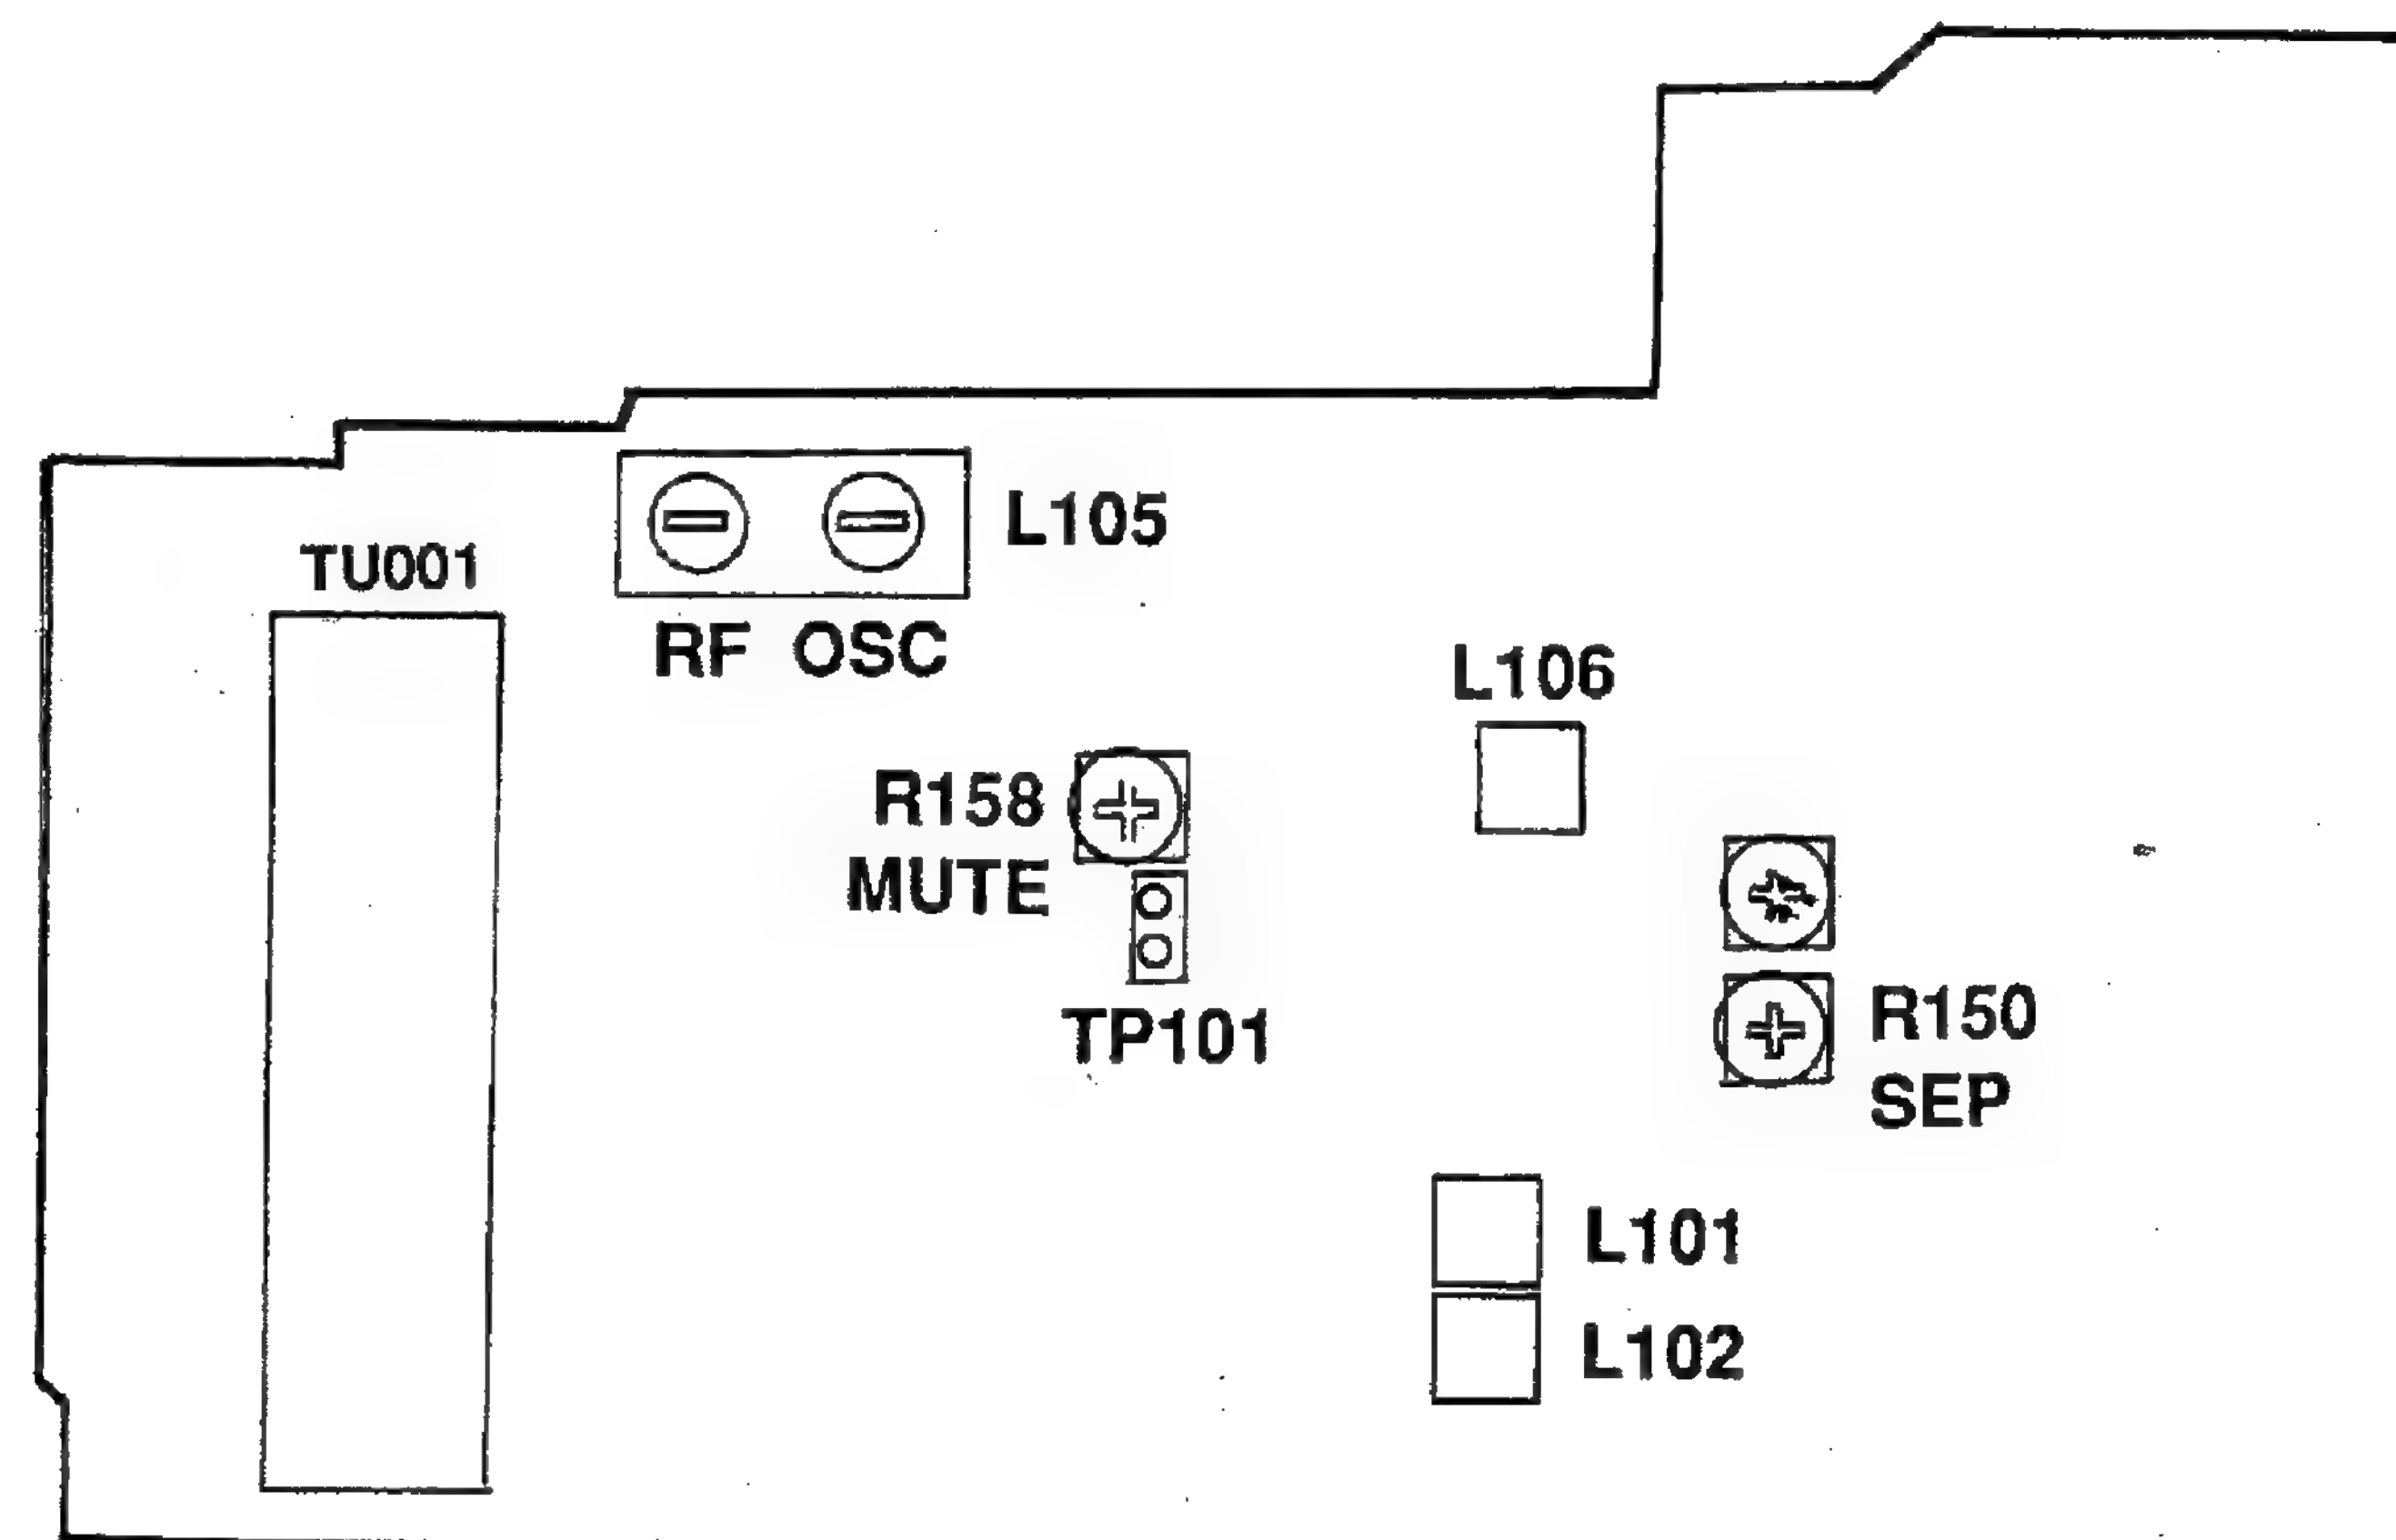 L105
TU001
RF OSC
L106
R158
MUTE
TP101
R150
SEP
L101
L102